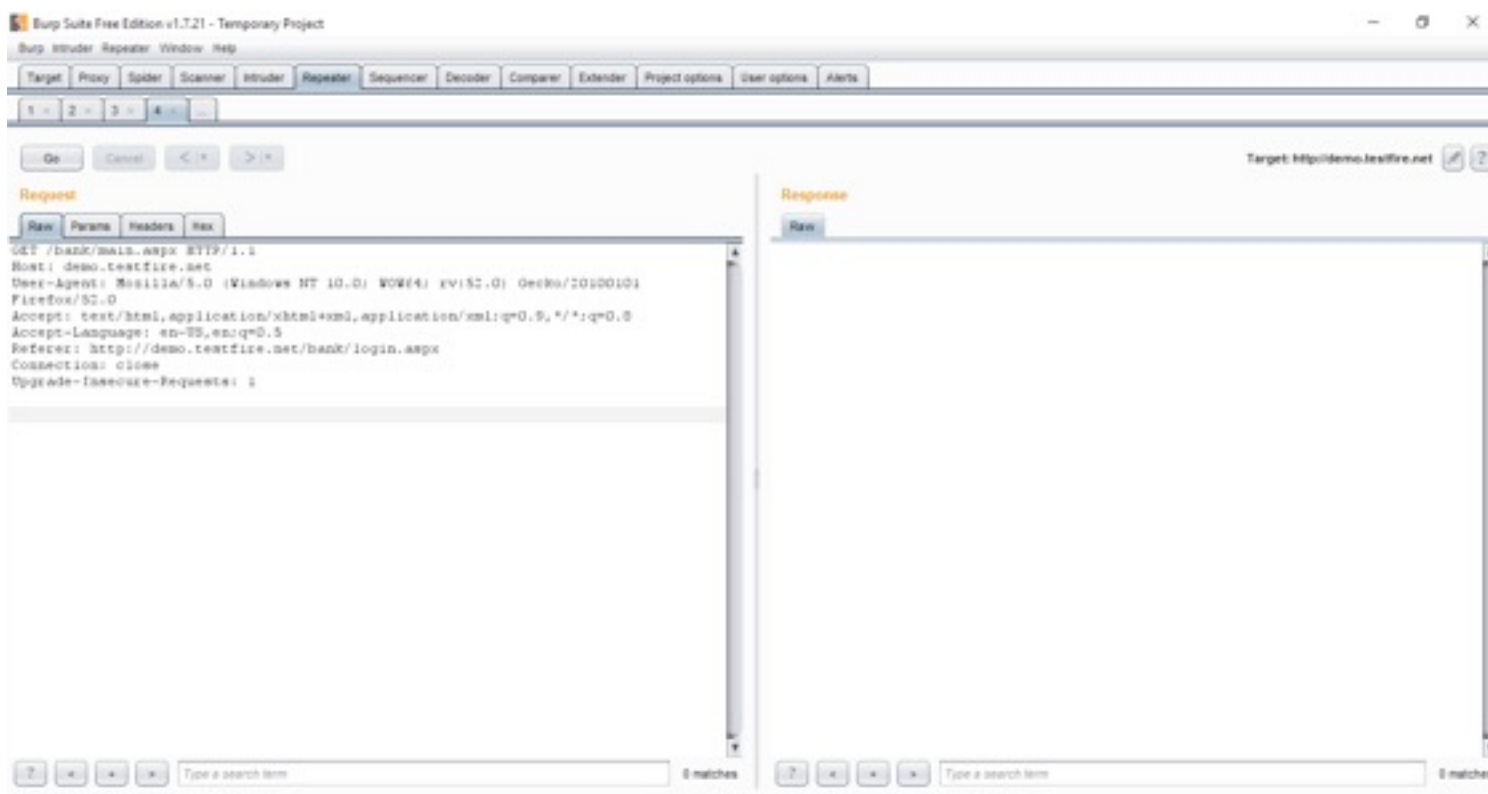 Burp Suite Free Edition v1.7.21 - Temporary Project
Burp Intruder Repeater Window Help
Target Proxy Spider Scanner Intruder Repeater Sequencer Decoder Comparer Extender Project options User options Alerts
1 × 2 × 3 × 4 × ...
Go Cancel < > Target: http://demo.testfire.net ?
Request Response
Raw Params Headers Hex Raw
GET /bank/main.aspx HTTP/1.1
Host: demo.testfire.net
User-Agent: Mozilla/5.0 (Windows NT 10.0; WOW64; rv:52.0) Gecko/20100101
Firefox/52.0
Accept: text/html,application/xhtml+xml,application/xml;q=0.9,*/*;q=0.8
Accept-Language: en-US,en;q=0.5
Referer: http://demo.testfire.net/bank/login.aspx
Connection: close
Upgrade-Insecure-Requests: 1
? < + > Type a search term 0 matches ? < + > Type a search term 0 matche